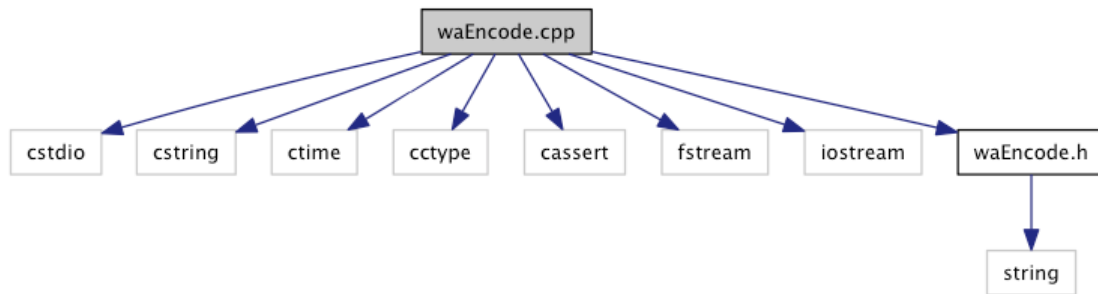 waEncode.cpp
cstdio
cstring
ctime
cctype
cassert
fstream
iostream
waEncode.h
string